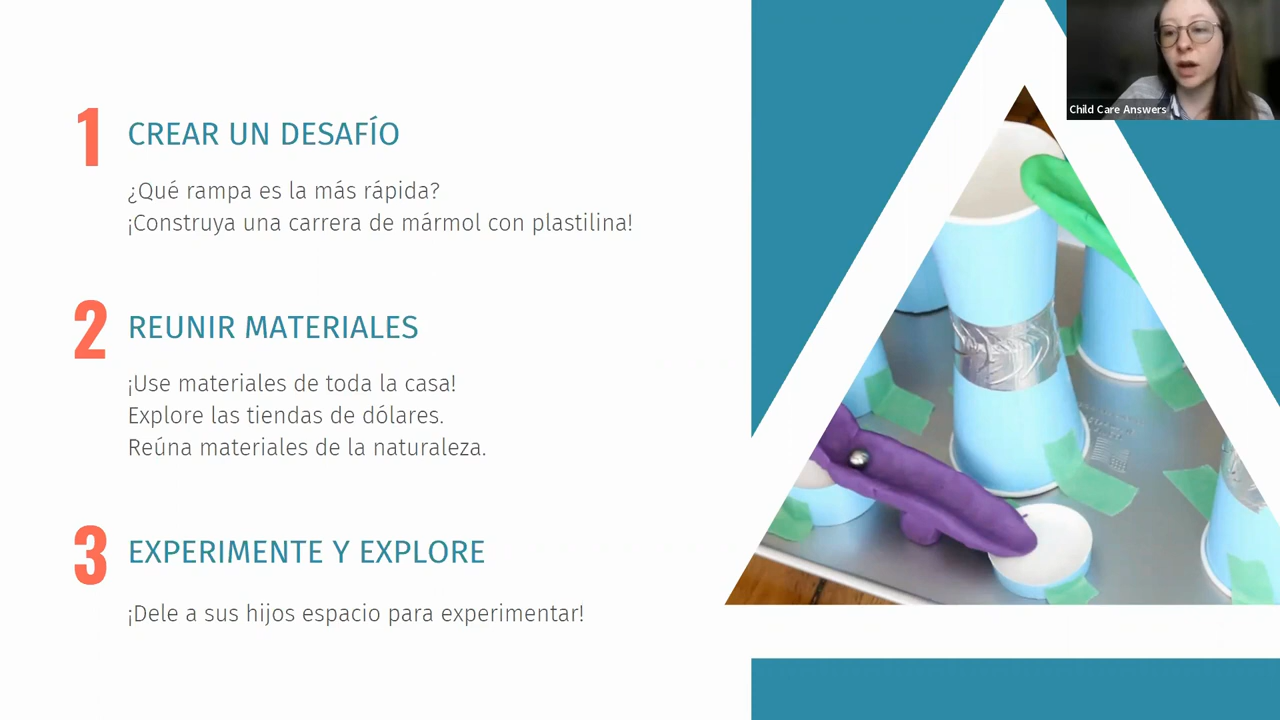 1 CREAR UN DESAFÍO
¿Qué rampa es la más rápida?
¡Construya una carrera de mármol con plastilina!
2 REUNIR MATERIALES
¡Use materiales de toda la casa!
Explore las tiendas de dólares.
Reúna materiales de la naturaleza.
3 EXPERIMENTE Y EXPLORE
¡Dele a sus hijos espacio para experimentar!
Child Care Answers